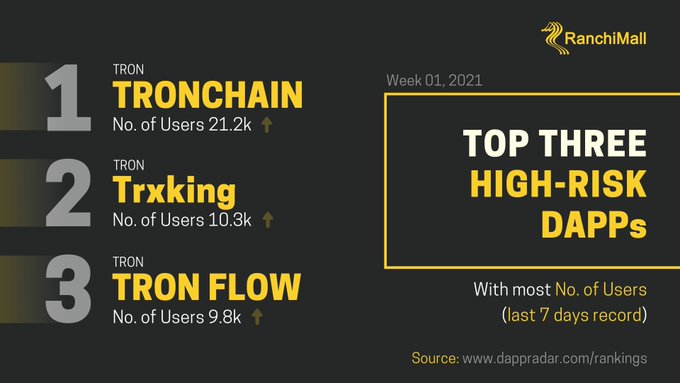 RanchiMall
Week 01, 2021
TOP THREE
HIGH-RISK
DAPPs
With most No. of Users
(last 7 days record)
1
TRON
TRONCHAIN
No. of Users 21.2k
2
TRON
Trxking
No. of Users 10.3k
3
TRON
TRON FLOW
No. of Users 9.8k
Source: www.dappradar.com/rankings